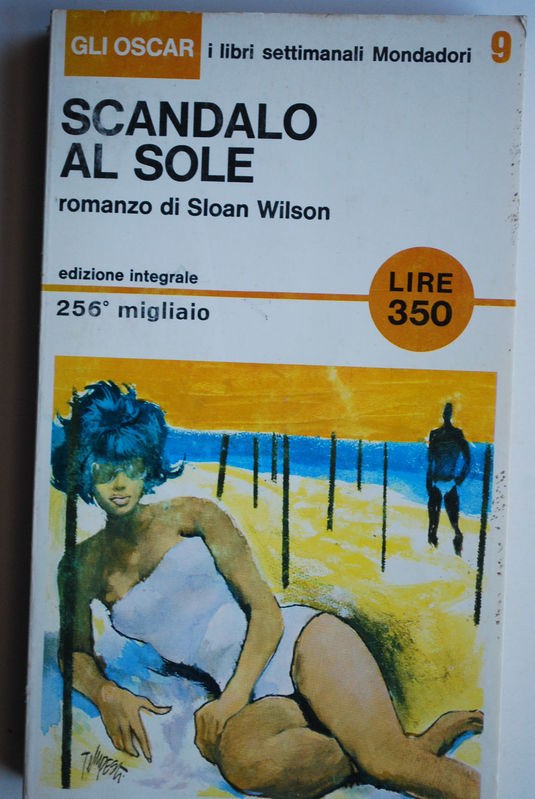 GLI OSCAR i libri settimanali Mondadori 9
SCANDALO
AL SOLE
romanzo di Sloan Wilson
edizione integrale
256° migliaio
LIRE
350
Tempesti